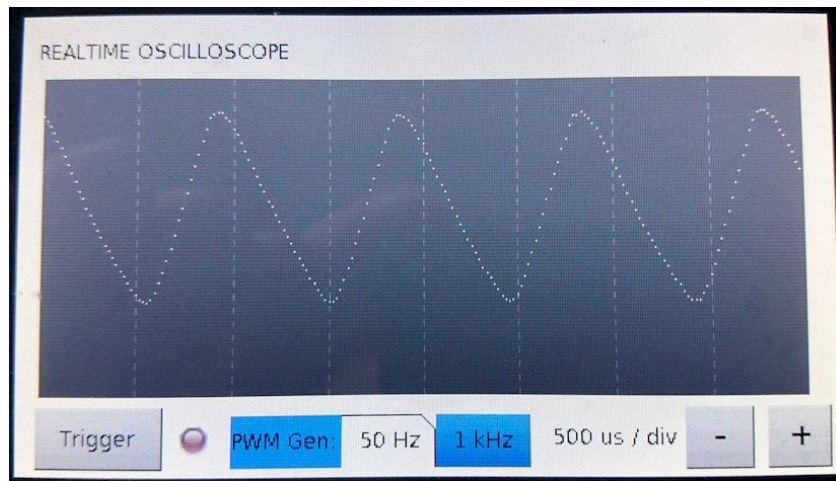 REALTIME OSCILLOSCOPE
Trigger PWM Gen: 50 Hz 1 kHz 500 us / div - +